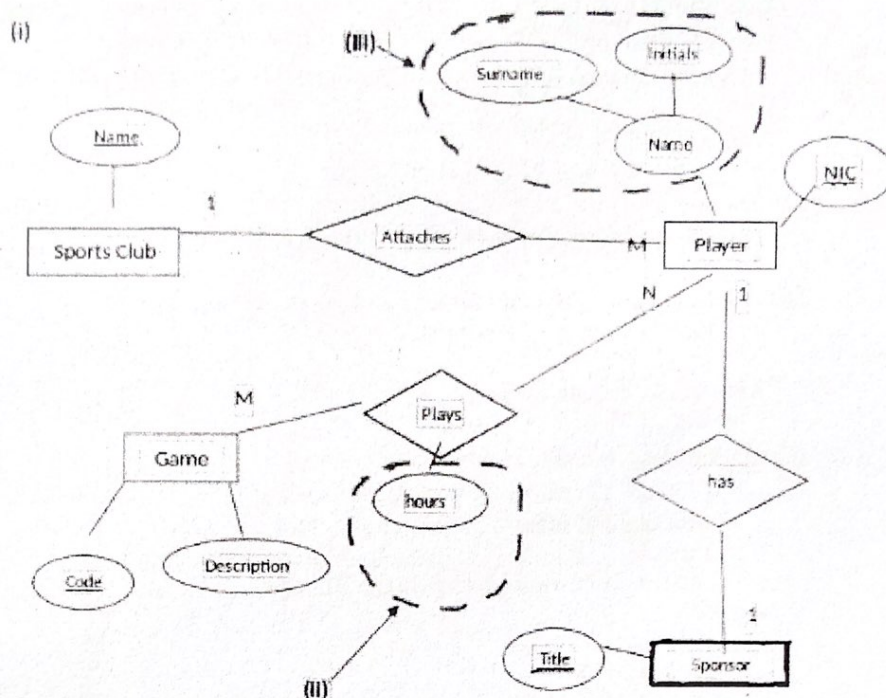 (i)
(III)
Initials
Surname
Name
Name
NIC
1
Sports Club
Attaches
M
Player
N
1
M
Plays
Game
has
hours
Code
Description
1
Title
Sponsor
(II)